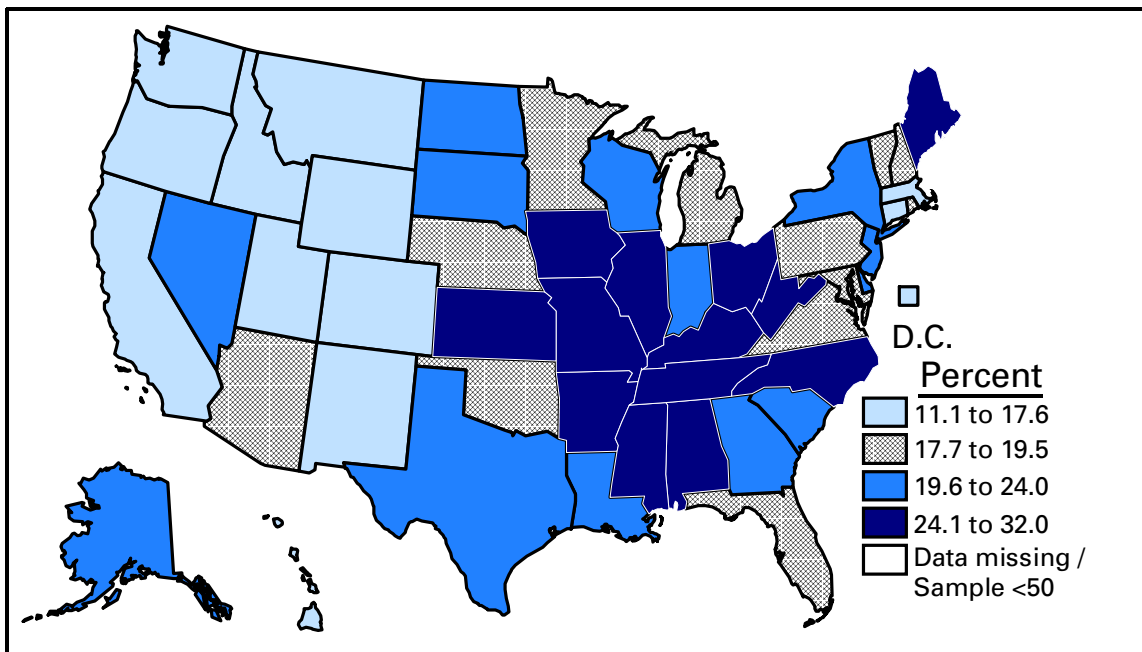 D.C.
Percent
11.1 to 17.6
17.7 to 19.5
19.6 to 24.0
24.1 to 32.0
Data missing /
Sample <50